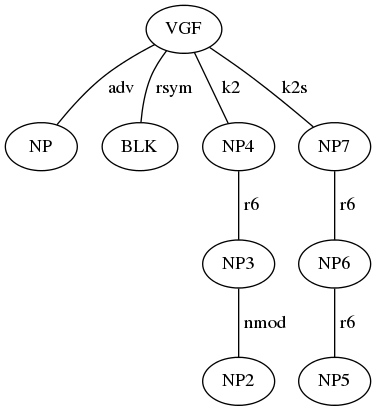 VGF
adv rsym k2 k2s
NP BLK NP4 NP7
r6 r6
NP3 NP6
nmod r6
NP2 NP5